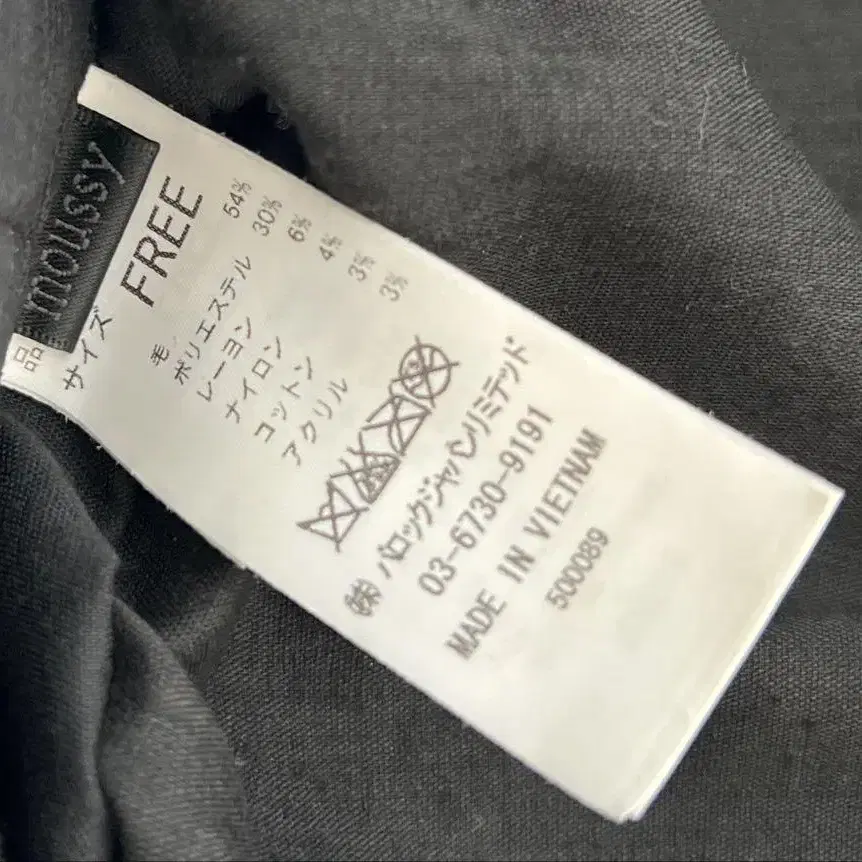 moussy
品
サイズ FREE
毛 54%
ポリエステル 30%
レーヨン 6%
ナイロン 4%
コットン 3%
アクリル 3%
㈱バロックジャパンリミテッド
03-6730-9191
MADE IN VIETNAM
500089